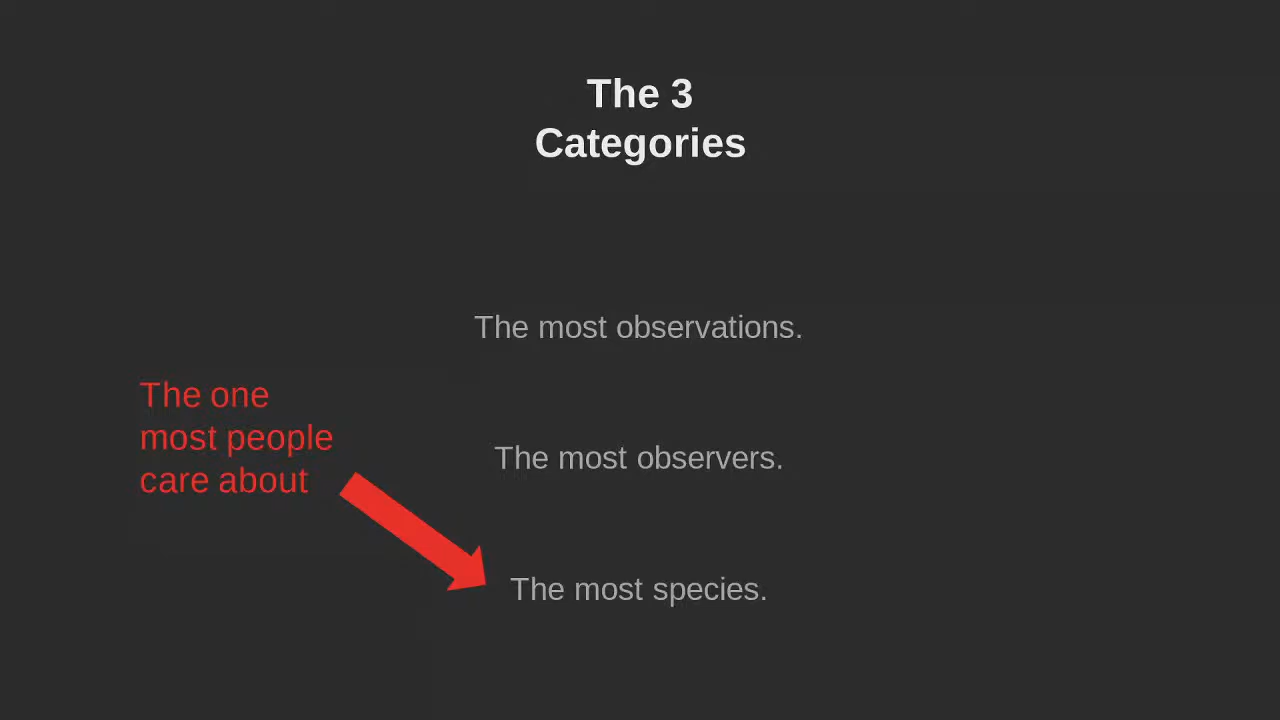 The 3
Categories
The most observations.
The one
most people
care about
The most observers.
The most species.